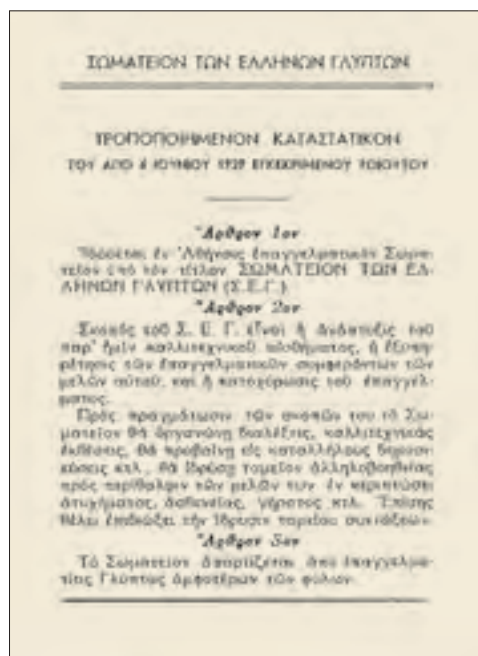 ΣΩΜΑΤΕΙΟΝ ΤΩΝ ΕΛΛΗΝΩΝ ΓΛΥΠΤΩΝ
ΤΡΟΠΟΠΟΙΗΜΕΝΟΝ ΚΑΤΑΣΤΑΤΙΚΟΝ
ΤΟΥ ΑΠΟ 6 ΙΟΥΝΙΟΥ ΕΓΚΕΚΡΙΜΕΝΟΥ ΤΟΙΟΥΤΟΥ
Ἄρθρον 1ον
Ἱδρύεται ἐν Ἀθήναις ἐπαγγελματικὸν Σωμα-
τεῖον ὑπὸ τὸν τίτλον ΣΩΜΑΤΕΙΟΝ ΤΩΝ ΕΛ-
ΛΗΝΩΝ ΓΛΥΠΤΩΝ (Σ.Ε.Γ.)
Ἄρθρον 2ον
Σκοπὸς τοῦ Σ. Ε. Γ. εἶναι ἡ ἀνάπτυξις τοῦ
παρ' ἡμῖν καλλιτεχνικοῦ αἰσθήματος, ἡ ἐξυπη-
ρέτησις τῶν ἐπαγγελματικῶν συμφερόντων τῶν
μελῶν αὐτοῦ, καὶ ἡ κατοχύρωσις τοῦ ἐπαγγέλ-
ματος.
Πρὸς πραγμάτωσιν τῶν σκοπῶν του τὸ Σω-
ματεῖον θὰ ὀργανώνῃ διαλέξεις, καλλιτεχνικὰς
ἐκθέσεις, θὰ προβαίνῃ εἰς καταλλήλους δημοσι-
εύσεις κτλ., θὰ ἱδρύσῃ ταμεῖον ἀλληλοβοηθείας
πρὸς περίθαλψιν τῶν μελῶν του ἐν περιπτώσει
ἀτυχήματος, ἀσθενείας, γήρατος κτλ. Ἐπίσης
θέλει ἐπιδιώξει τὴν ἵδρυσιν ταμείου συντάξεων.
Ἄρθρον 3ον
Τὸ Σωματεῖον ἀπαρτίζεται ἀπὸ ἐπαγγελμα-
τίας Γλύπτας ἀμφοτέρων τῶν φύλων.